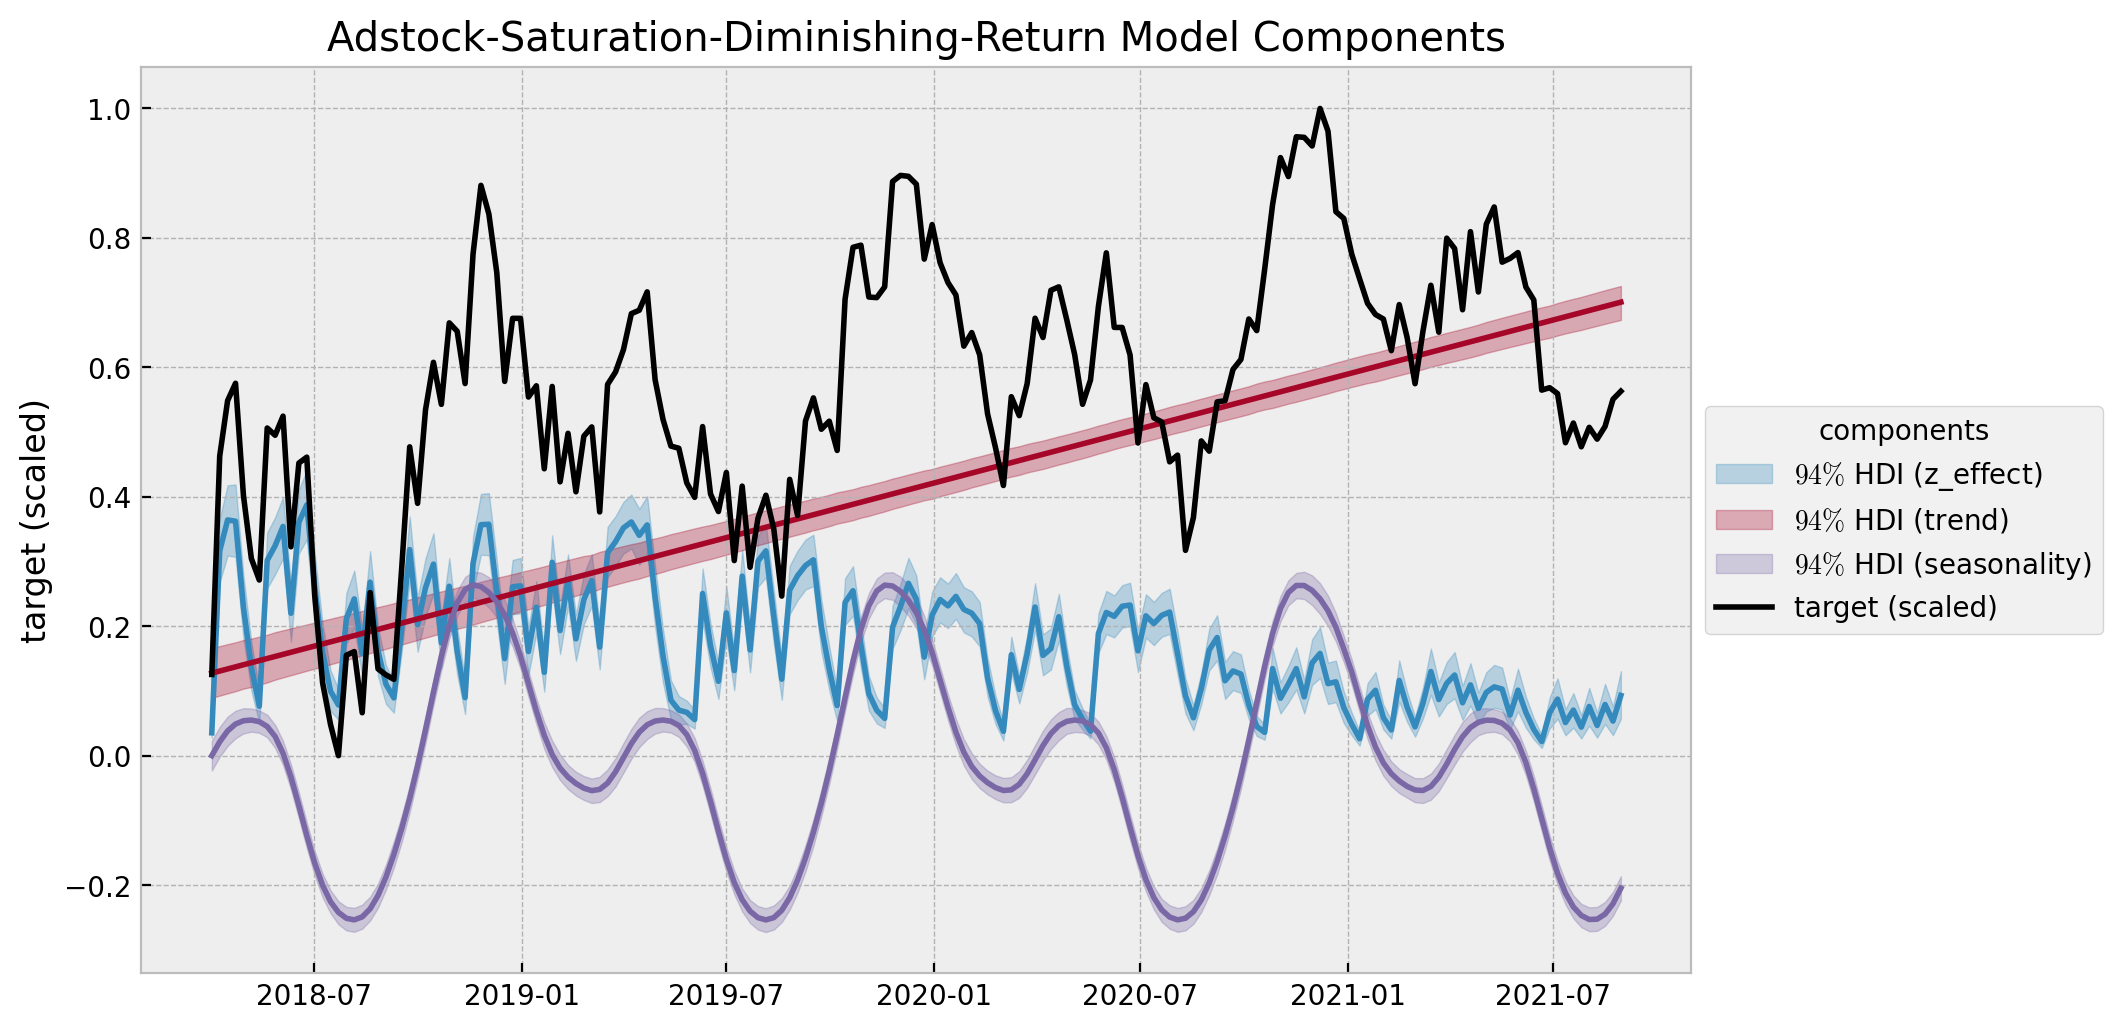 Adstock-Saturation-Diminishing-Return Model Components
target (scaled)
1.0
0.8
0.6
0.4
0.2
0.0
−0.2
2018-07 2019-01 2019-07 2020-01 2020-07 2021-01 2021-07
components
94% HDI (z_effect)
94% HDI (trend)
94% HDI (seasonality)
target (scaled)